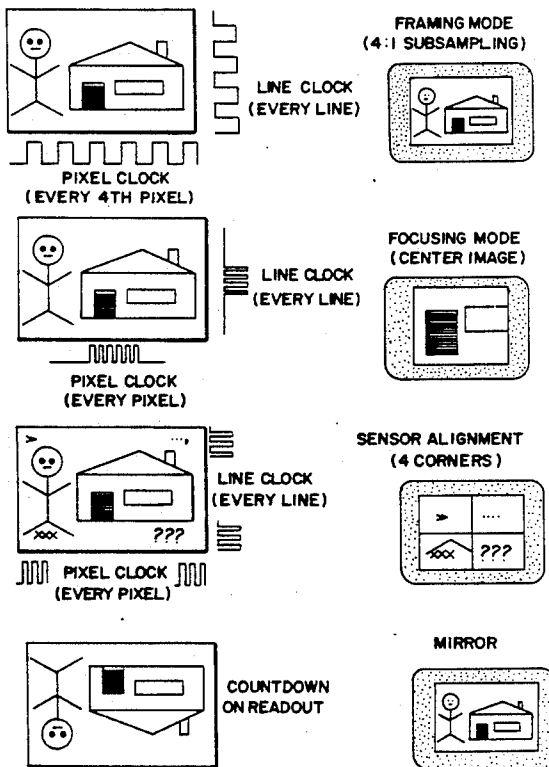 FRAMING MODE
(4:1 SUBSAMPLING)
LINE CLOCK
(EVERY LINE)
PIXEL CLOCK
(EVERY 4TH PIXEL)
FOCUSING MODE
(CENTER IMAGE)
LINE CLOCK
(EVERY LINE)
PIXEL CLOCK
(EVERY PIXEL)
SENSOR ALIGNMENT
(4 CORNERS)
> ....,
LINE CLOCK
(EVERY LINE)
XXX ???
> ....
XXX ???
PIXEL CLOCK
(EVERY PIXEL)
MIRROR
COUNTDOWN
ON READOUT